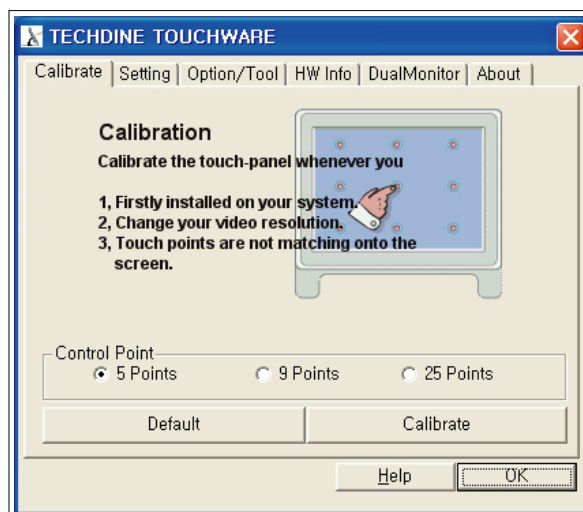 TECHDINE TOUCHWARE
Calibrate Setting Option/Tool HW Info DualMonitor About
Calibration
Calibrate the touch-panel whenever you
1, Firstly installed on your system.
2, Change your video resolution.
3, Touch points are not matching onto the
screen.
Control Point
5 Points 9 Points 25 Points
Default Calibrate
Help OK